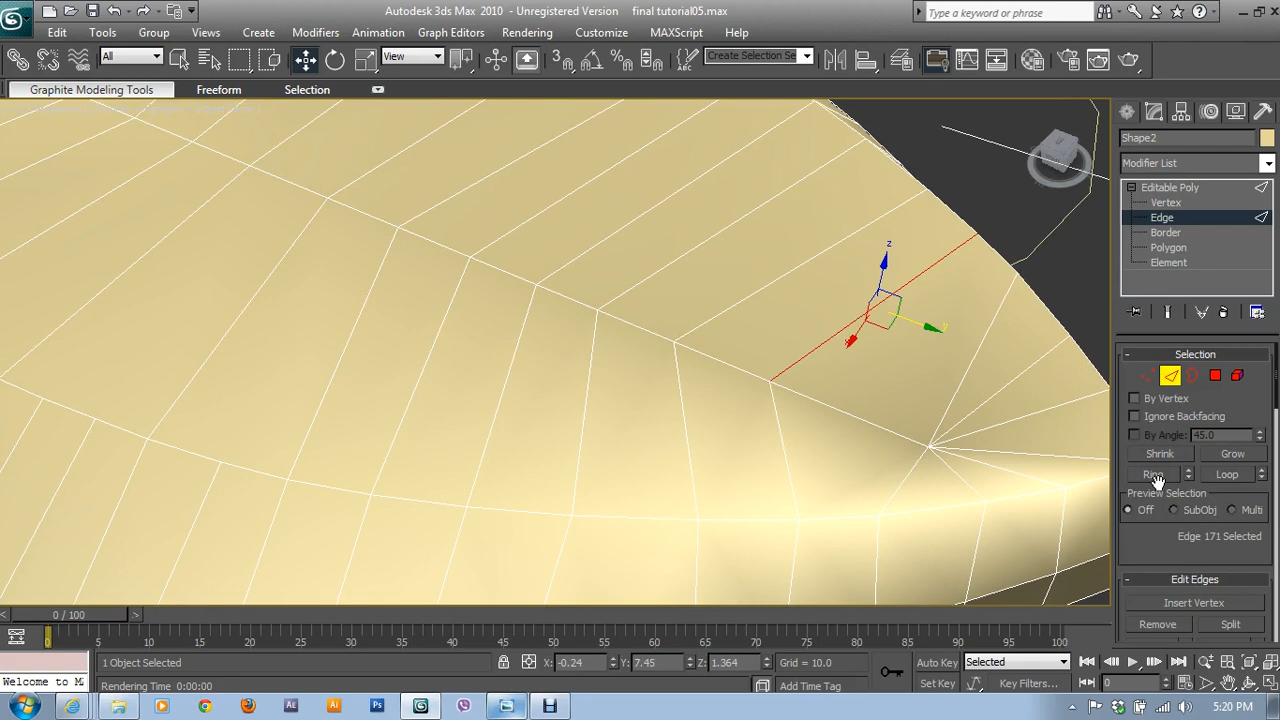 Autodesk 3ds Max 2010 - Unregistered Version final tutorial05.max
Type a keyword or phrase
Edit Tools Group Views Create Modifiers Animation Graph Editors Rendering Customize MAXScript Help
All View Create Selection Se
Graphite Modeling Tools Freeform Selection
Shape2
Modifier List
Editable Poly
Vertex
Edge
Border
Polygon
Element
z
y
x
- Selection
By Vertex
Ignore Backfacing
By Angle: 45.0
Shrink Grow
Ring Loop
Preview Selection
Off SubObj Multi
Edge 171 Selected
- Edit Edges
Insert Vertex
Remove Split
< 0 / 100 >
0 5 10 15 20 25 30 35 40 45 50 55 60 65 70 75 80 85 90 95 100
1 Object Selected X: -0.24 Y: 7.45 Z: 1.364 Grid = 10.0 Auto Key Selected
Welcome to M Rendering Time 0:00:00 Add Time Tag Set Key Key Filters... 0
5:20 PM